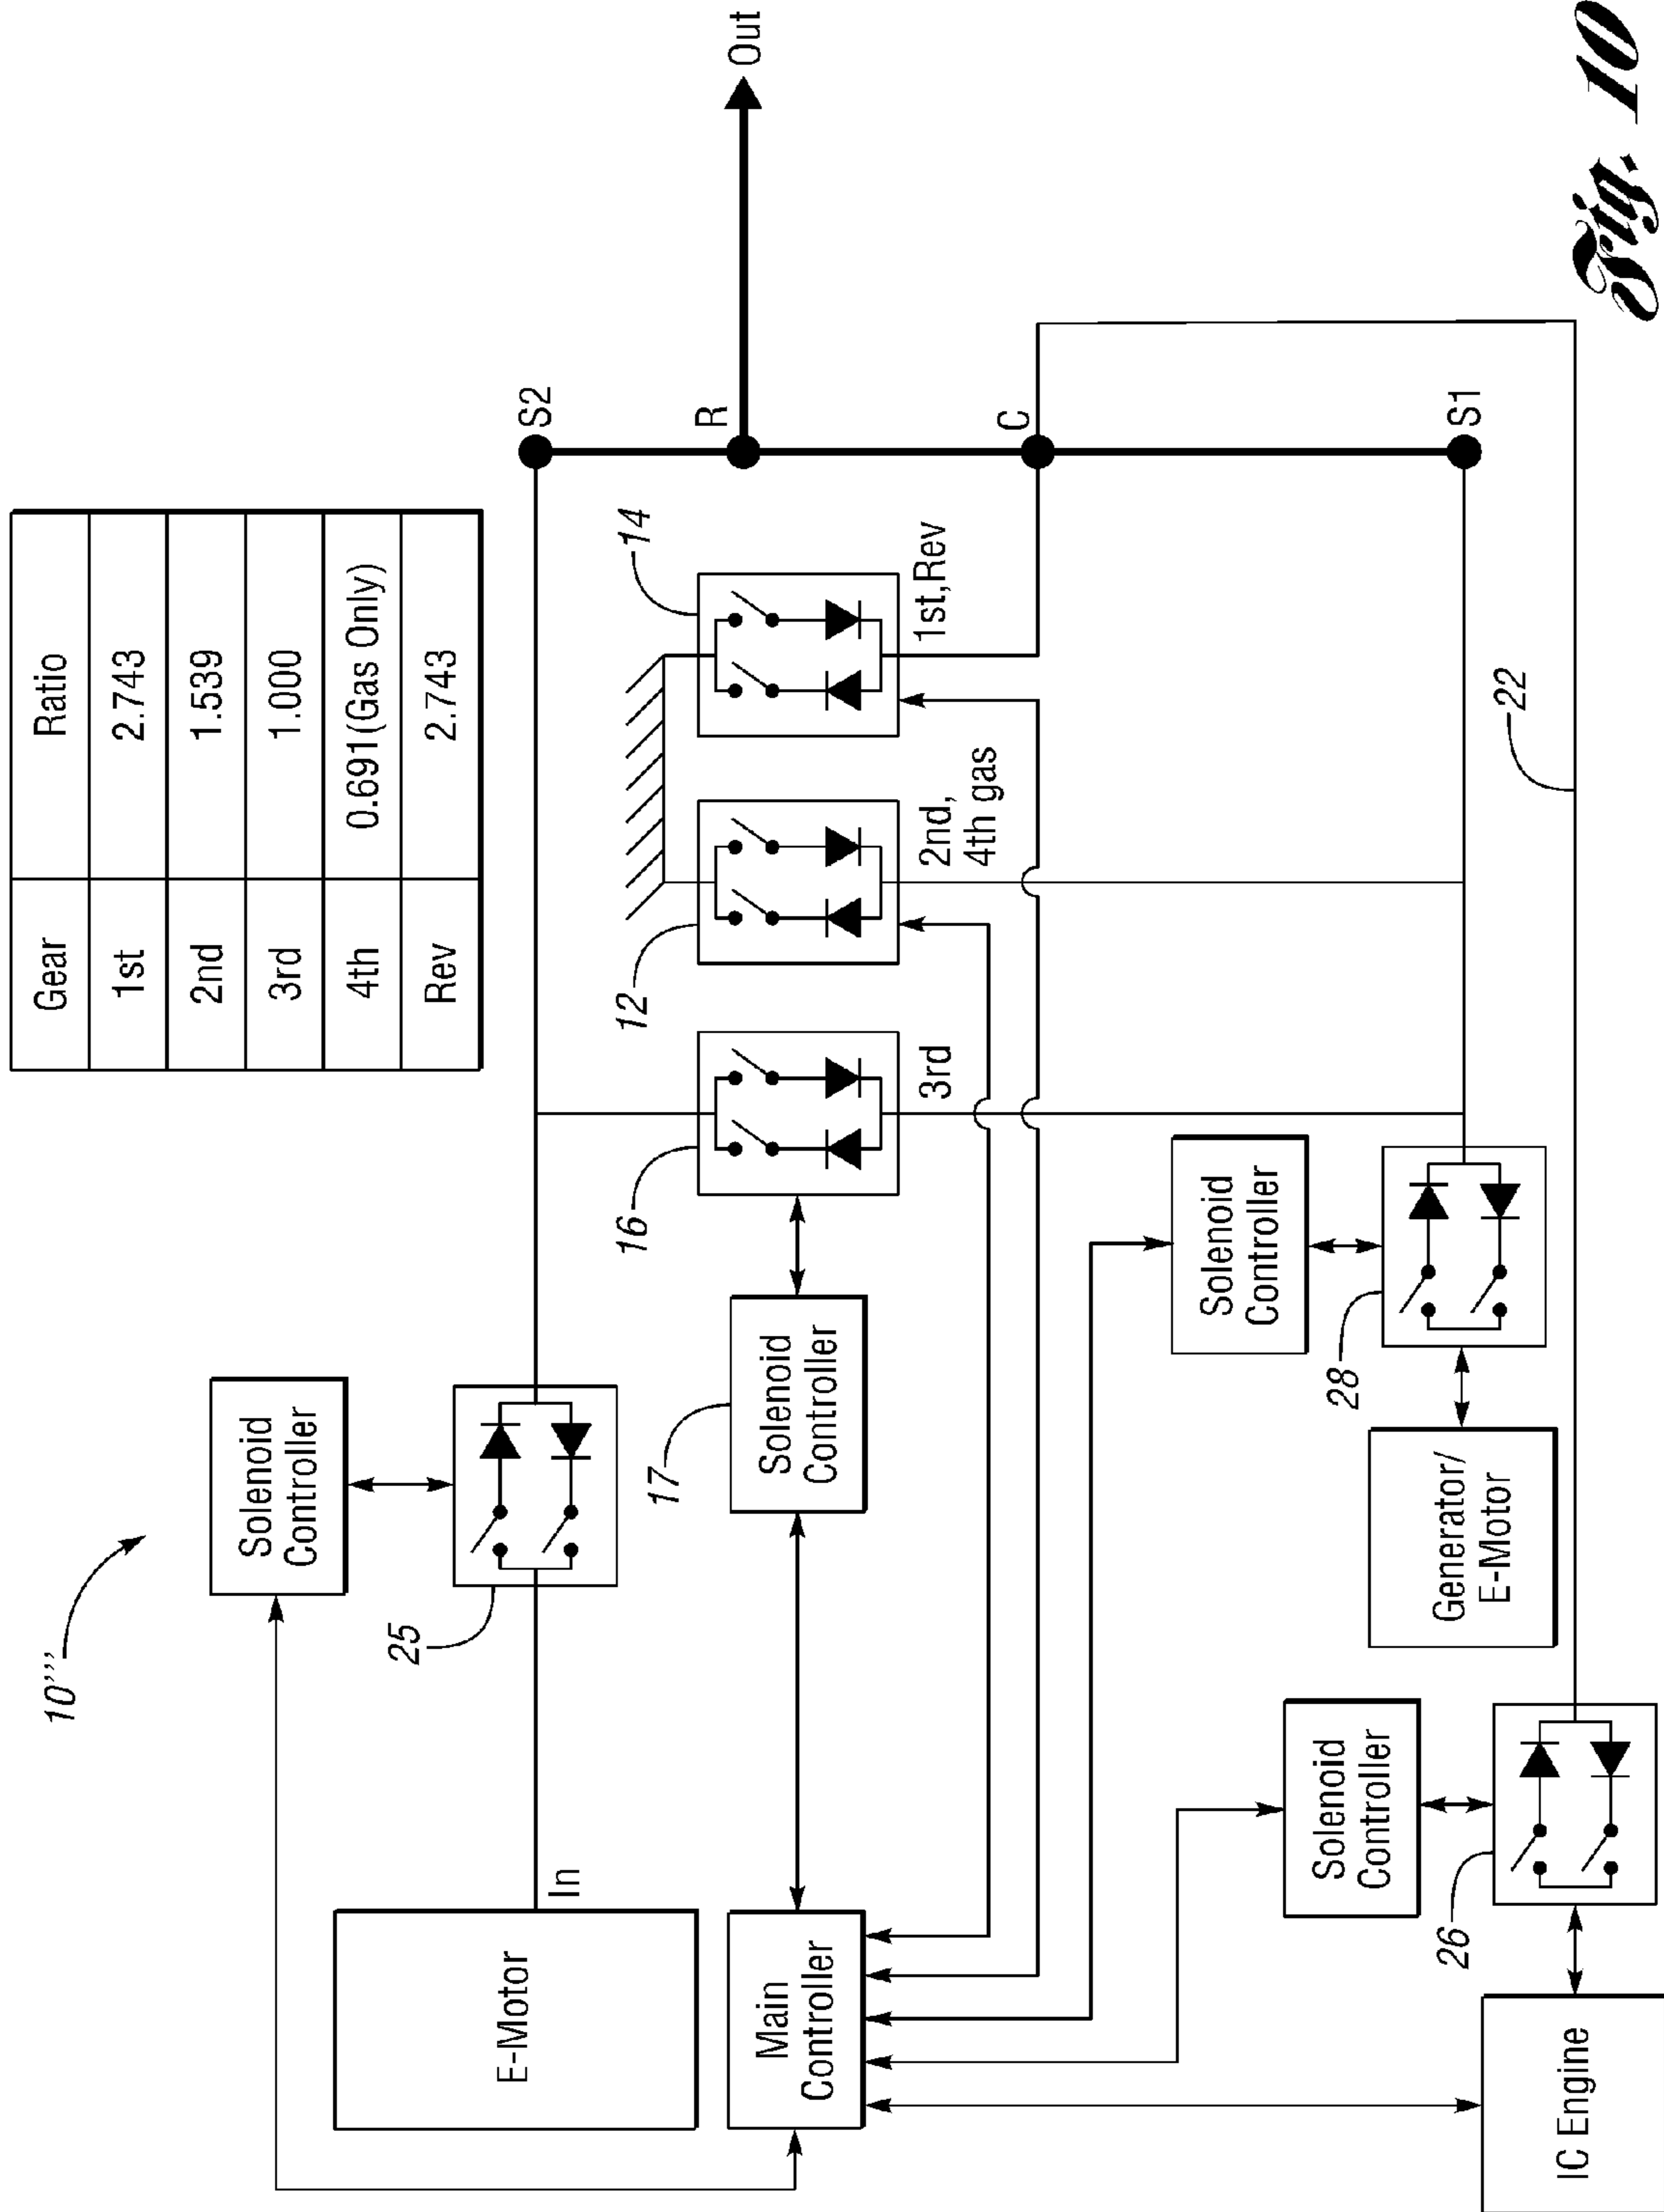 10‴
Gear Ratio
1st 2.743
2nd 1.539
3rd 1.000
4th 0.691(Gas Only)
Rev 2.743
Solenoid
Controller
25
E-Motor
In
S2
Out
R
17
Solenoid
Controller
16
3rd
12
2nd,
4th gas
14
1st,Rev
Main
Controller
C
Solenoid
Controller
28
Generator/
E-Motor
S1
Solenoid
Controller
26
IC Engine
22
Fig. 10